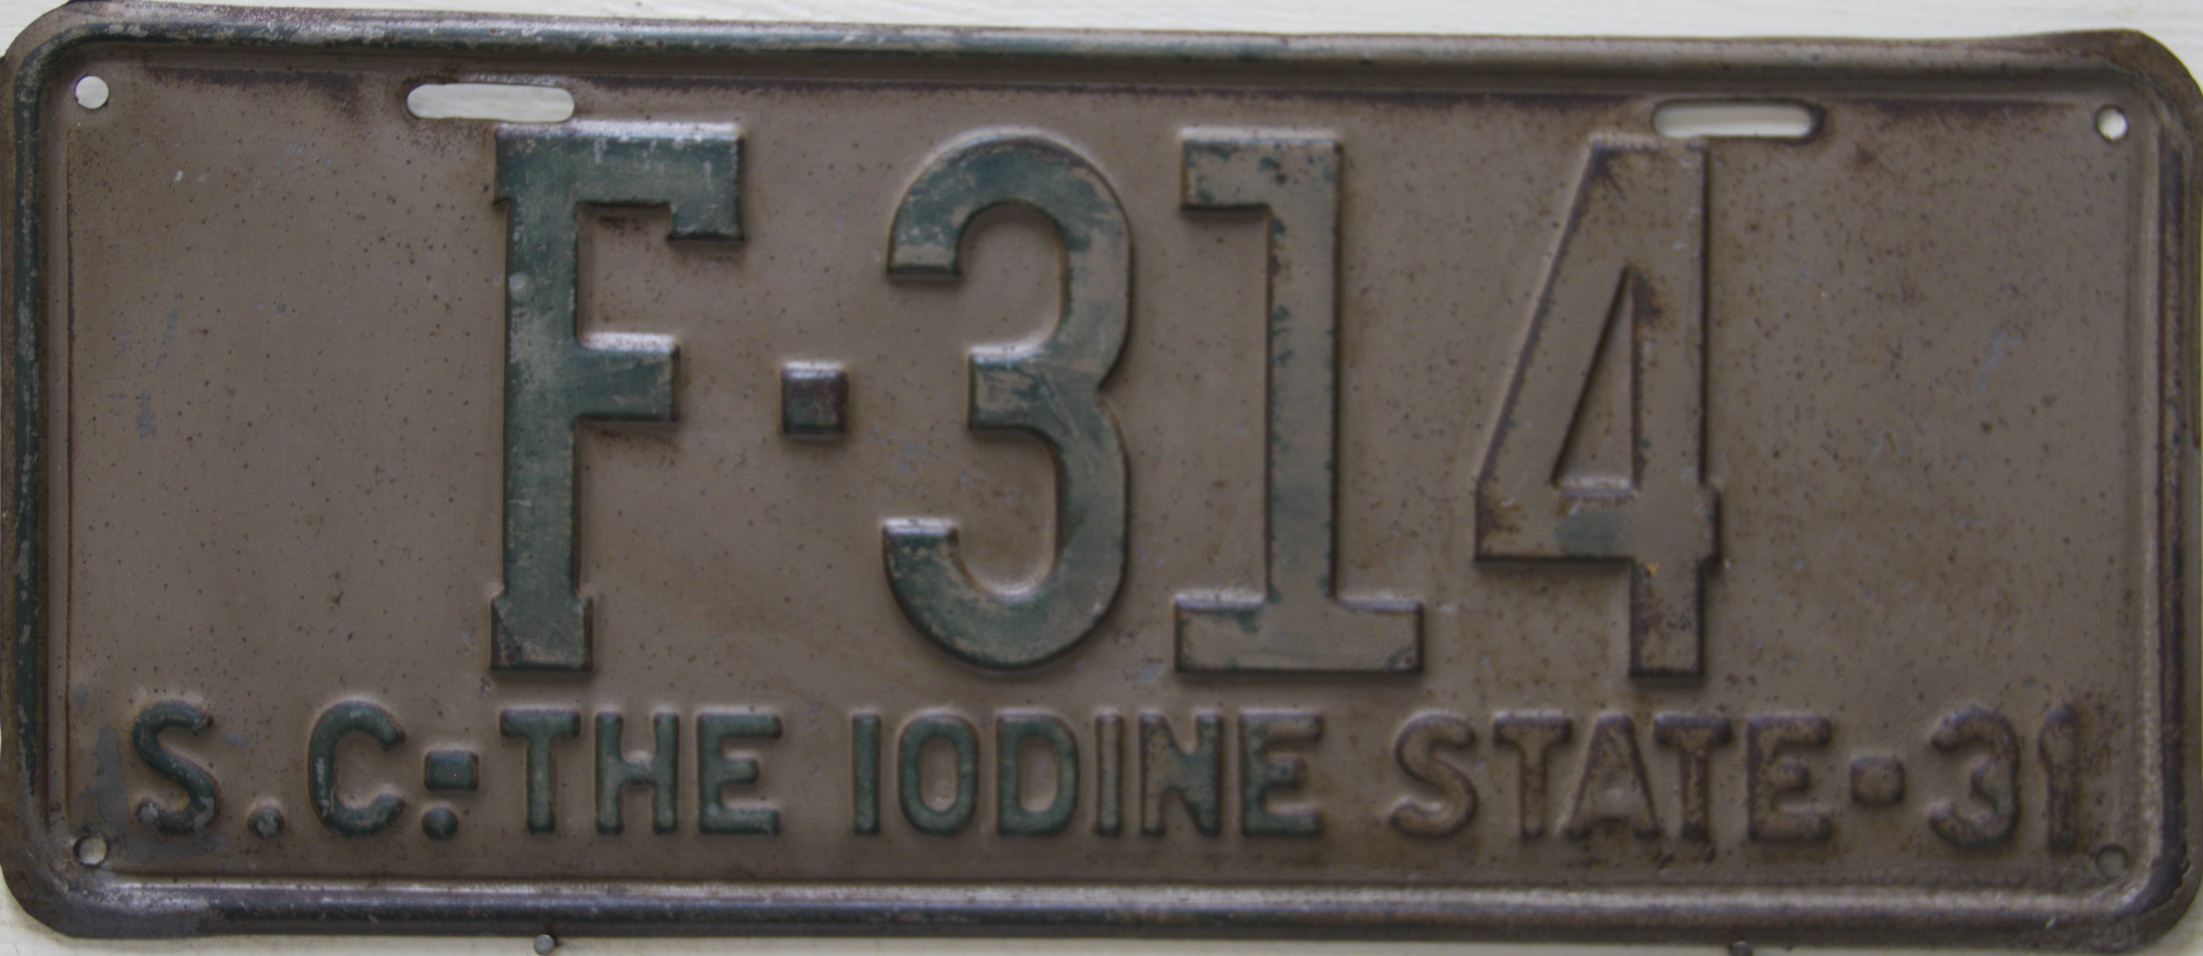 F·314
S.C.·THE IODINE STATE·31